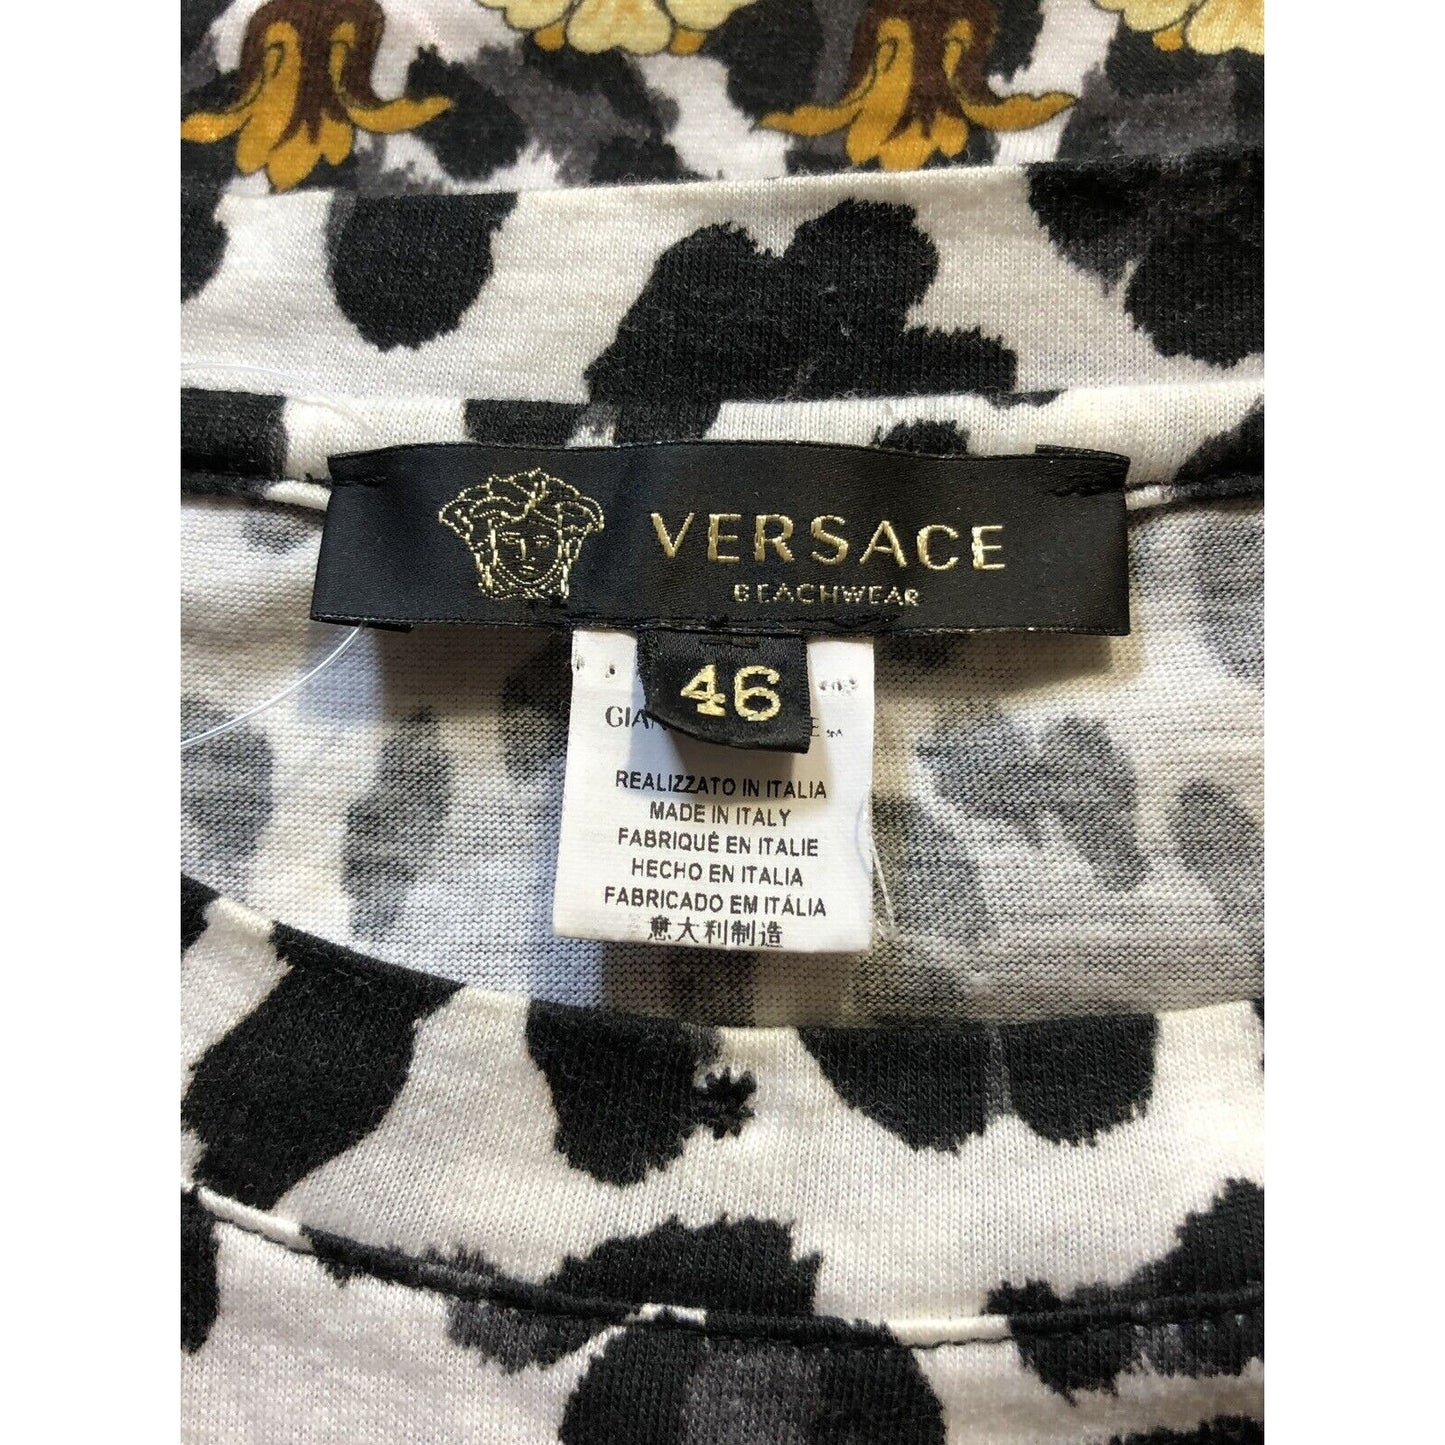 VERSACE
BEACHWEAR
46
REALIZZATO IN ITALIA
MADE IN ITALY
FABRIQUÉ EN ITALIE
HECHO EN ITALIA
FABRICADO EM ITÁLIA
意大利制造